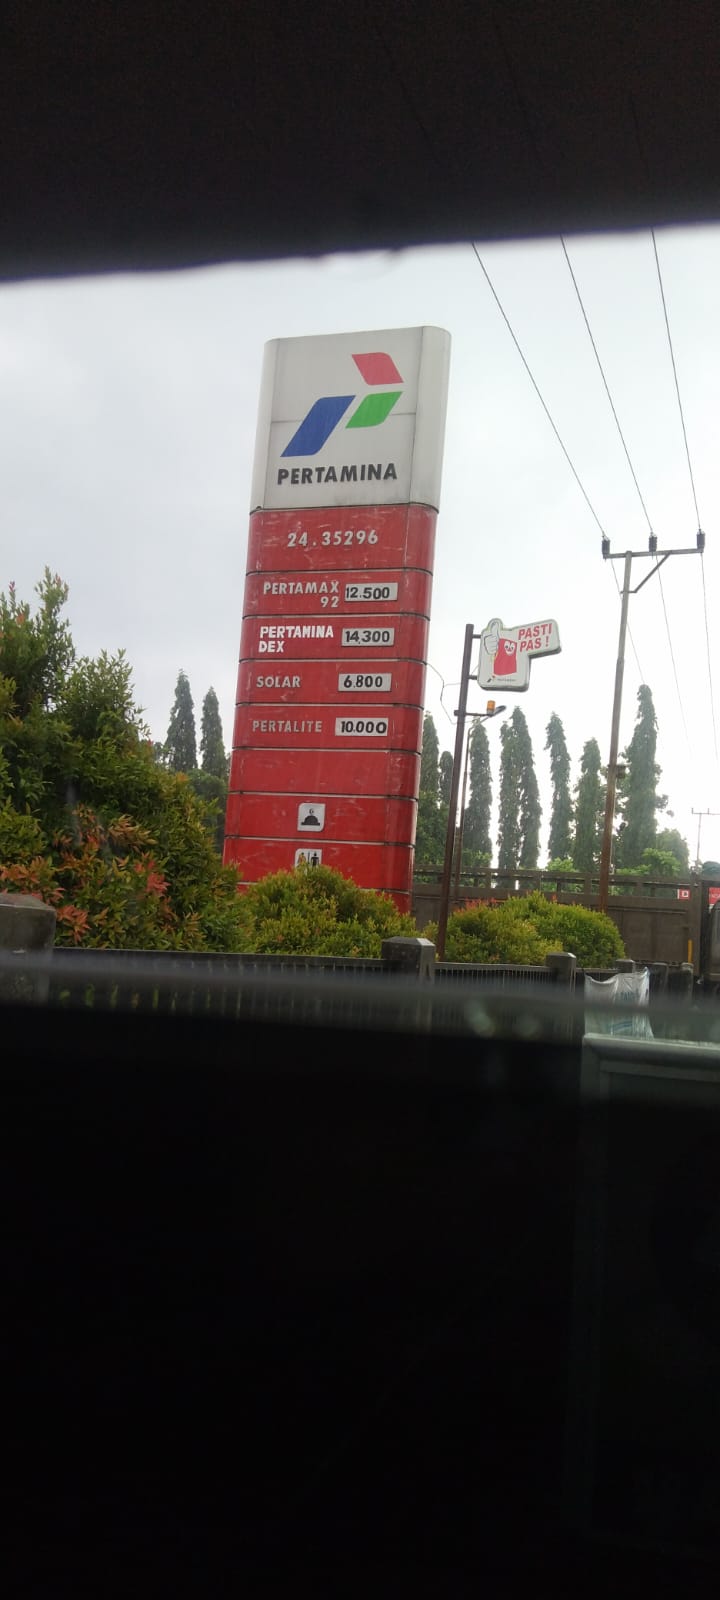 PERTAMINA
24.35296
PERTAMAX 92 12.500
PERTAMINA DEX 14.300
SOLAR 6.800
PERTALITE 10.000
PASTI
PAS!